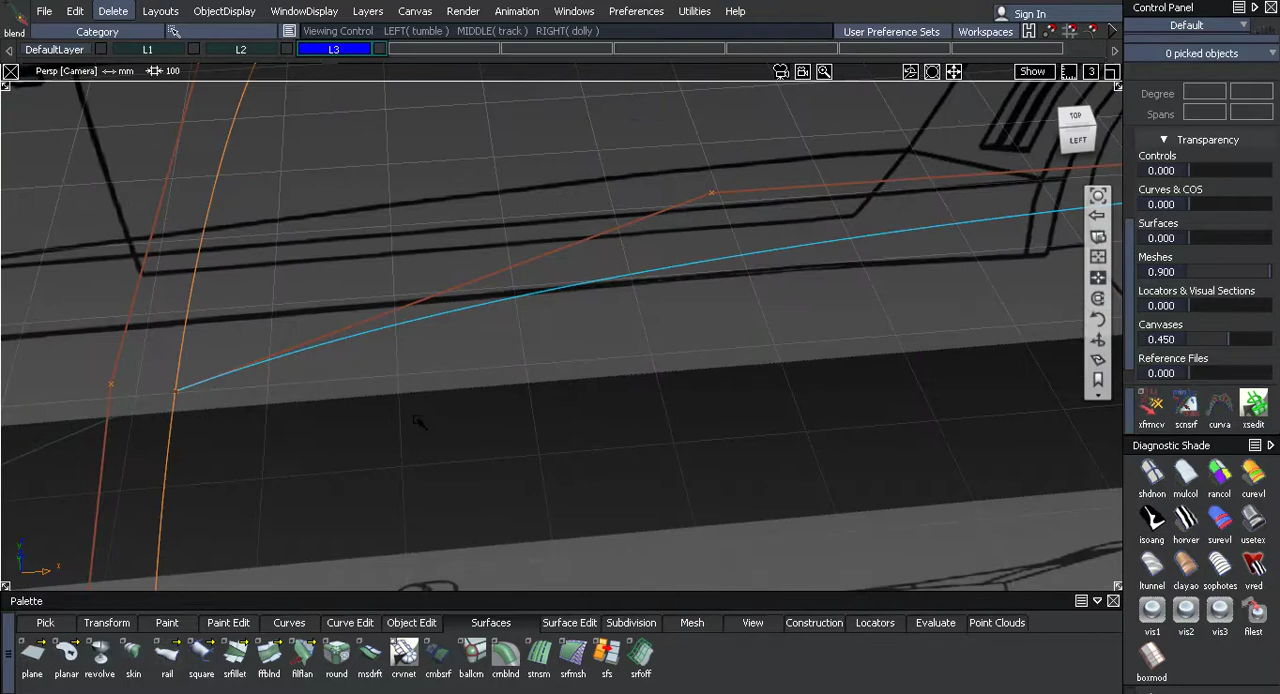 File Edit Delete Layouts ObjectDisplay WindowDisplay Layers Canvas Render Animation Windows Preferences Utilities Help Sign In Control Panel
blend Category Viewing Control LEFT( tumble ) MIDDLE( track ) RIGHT( dolly ) User Preference Sets Workspaces Default
DefaultLayer L1 L2 L3 0 picked objects
Persp [Camera] mm 100 Show 3
Degree
Spans
TOP
LEFT
Transparency
Controls
0.000
Curves & COS
0.000
Surfaces
0.000
Meshes
0.900
Locators & Visual Sections
0.000
Canvases
0.450
Reference Files
0.000
xfrmcv scnsrf curva xsedit
Diagnostic Shade
shdnon mulcol rancol curevl
isoang horver surevl usetex
ltunnel clayao sophotes vred
vis1 vis2 vis3 filest
boxmod
y
x
Palette
Pick Transform Paint Paint Edit Curves Curve Edit Object Edit Surfaces Surface Edit Subdivision Mesh View Construction Locators Evaluate Point Clouds
plane planar revolve skin rail square srfillet ffblnd filflan round msdrft crvnet cmbsrf ballcrn crnblnd stnsrn srfmsh sfs srfoff